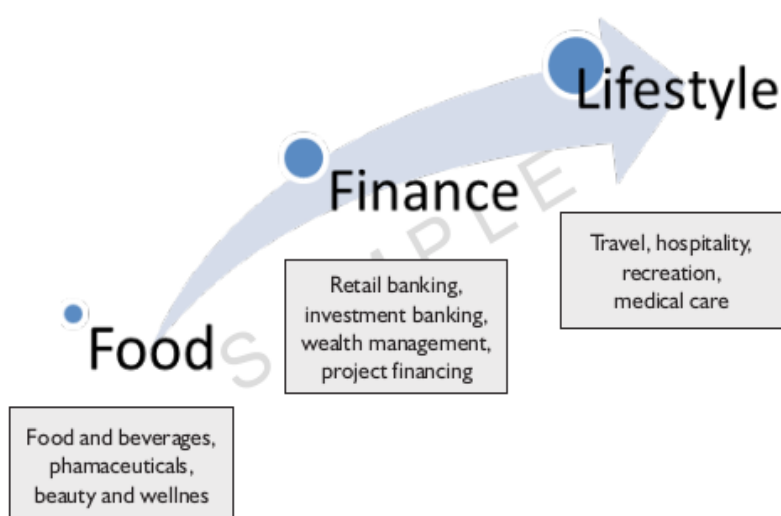 Lifestyle
Finance
Food
Travel, hospitality,
recreation,
medical care
Retail banking,
investment banking,
wealth management,
project financing
Food and beverages,
phamaceuticals,
beauty and wellnes
SAMPLE